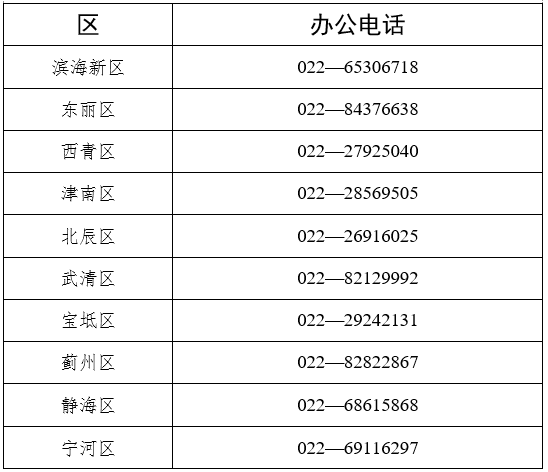 区 办公电话
滨海新区 022—65306718
东丽区 022—84376638
西青区 022—27925040
津南区 022—28569505
北辰区 022—26916025
武清区 022—82129992
宝坻区 022—29242131
蓟州区 022—82822867
静海区 022—68615868
宁河区 022—69116297